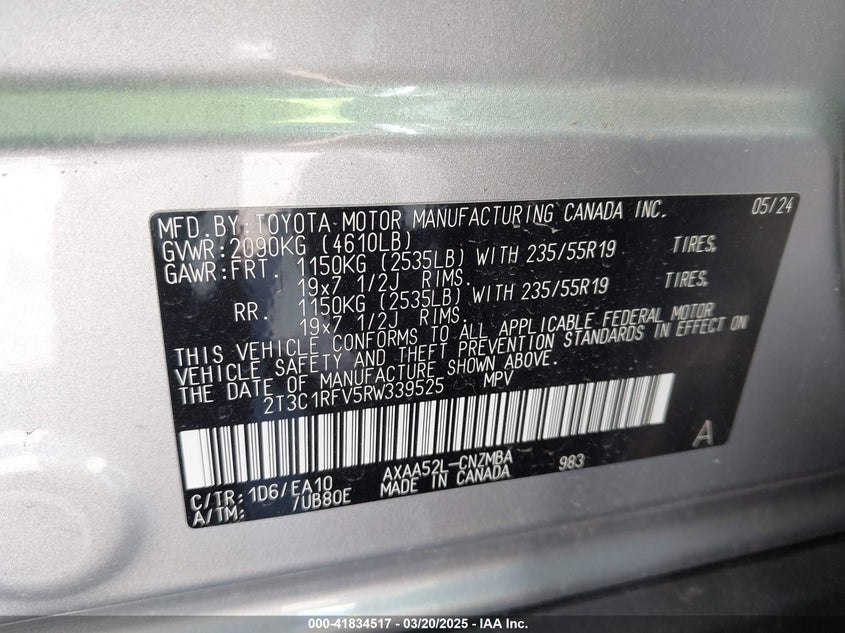 MFD.BY:TOYOTA MOTOR MANUFACTURING CANADA INC. 05/24
GVWR:2090KG (4610LB)
GAWR:FRT. 1150KG (2535LB) WITH 235/55R19 TIRES,
19x7 1/2J RIMS.
RR. 1150KG (2535LB) WITH 235/55R19 TIRES,
19x7 1/2J RIMS.
THIS VEHICLE CONFORMS TO ALL APPLICABLE FEDERAL MOTOR
VEHICLE SAFETY AND THEFT PREVENTION STANDARDS IN EFFECT ON
THE DATE OF MANUFACTURE SHOWN ABOVE.
2T3C1RFV5RW339525 MPV
A
C/TR: 1D6/EA10 AXAA52L-CNZMBA 983
A/TM: /UB80E MADE IN CANADA
000-41834517 - 03/20/2025 - IAA Inc.